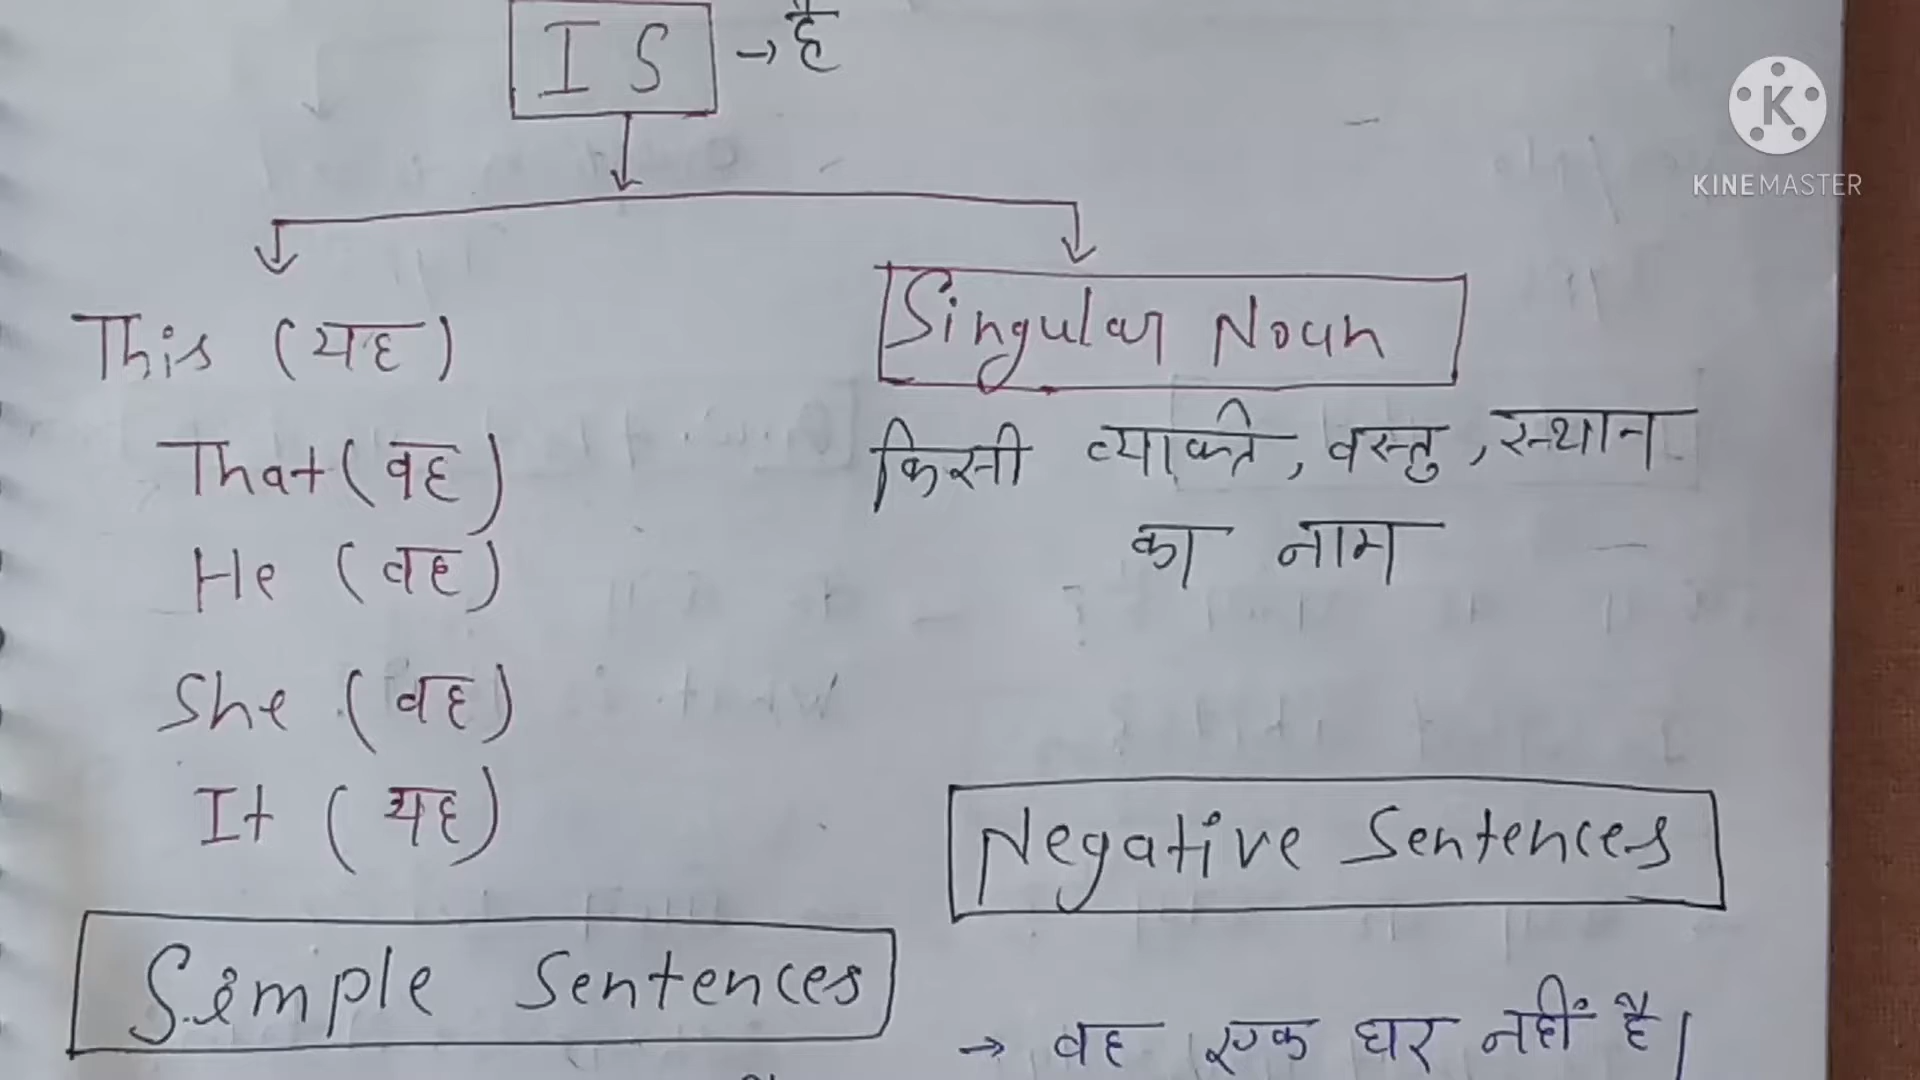 IS → है
This (यह)
That (वह)
He (वह)
She (वह)
It (यह)
Singular Noun
किसी व्यक्ति, वस्तु, स्थान
का नाम
Simple Sentences
Negative Sentences
→ वह एक घर नहीं है।
KINEMASTER